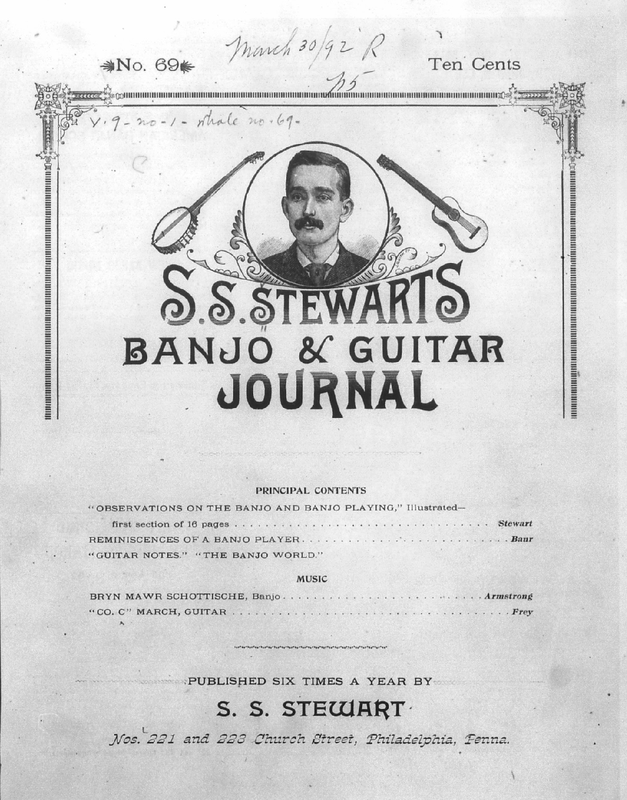 March 30/92 R
No. 69
Ten Cents
v. 9 - no - 1 - whole no. 69 -
S. S. STEWARTS
BANJO & GUITAR
JOURNAL
PRINCIPAL CONTENTS
"OBSERVATIONS ON THE BANJO AND BANJO PLAYING," Illustrated—
first section of 16 pages . . . . . . . . . . . . . . . . . . . . . . . . . . . . . . Stewart
REMINISCENCES OF A BANJO PLAYER . . . . . . . . . . . . . . . . . . . . . . . . Baur
"GUITAR NOTES." "THE BANJO WORLD."
MUSIC
BRYN MAWR SCHOTTISCHE, Banjo . . . . . . . . . . . . . . . . . . . . . . . . Armstrong
"CO. C" MARCH, GUITAR . . . . . . . . . . . . . . . . . . . . . . . . . . . . . . Frey
PUBLISHED SIX TIMES A YEAR BY
S. S. STEWART
Nos. 221 and 223 Church Street, Philadelphia, Penna.